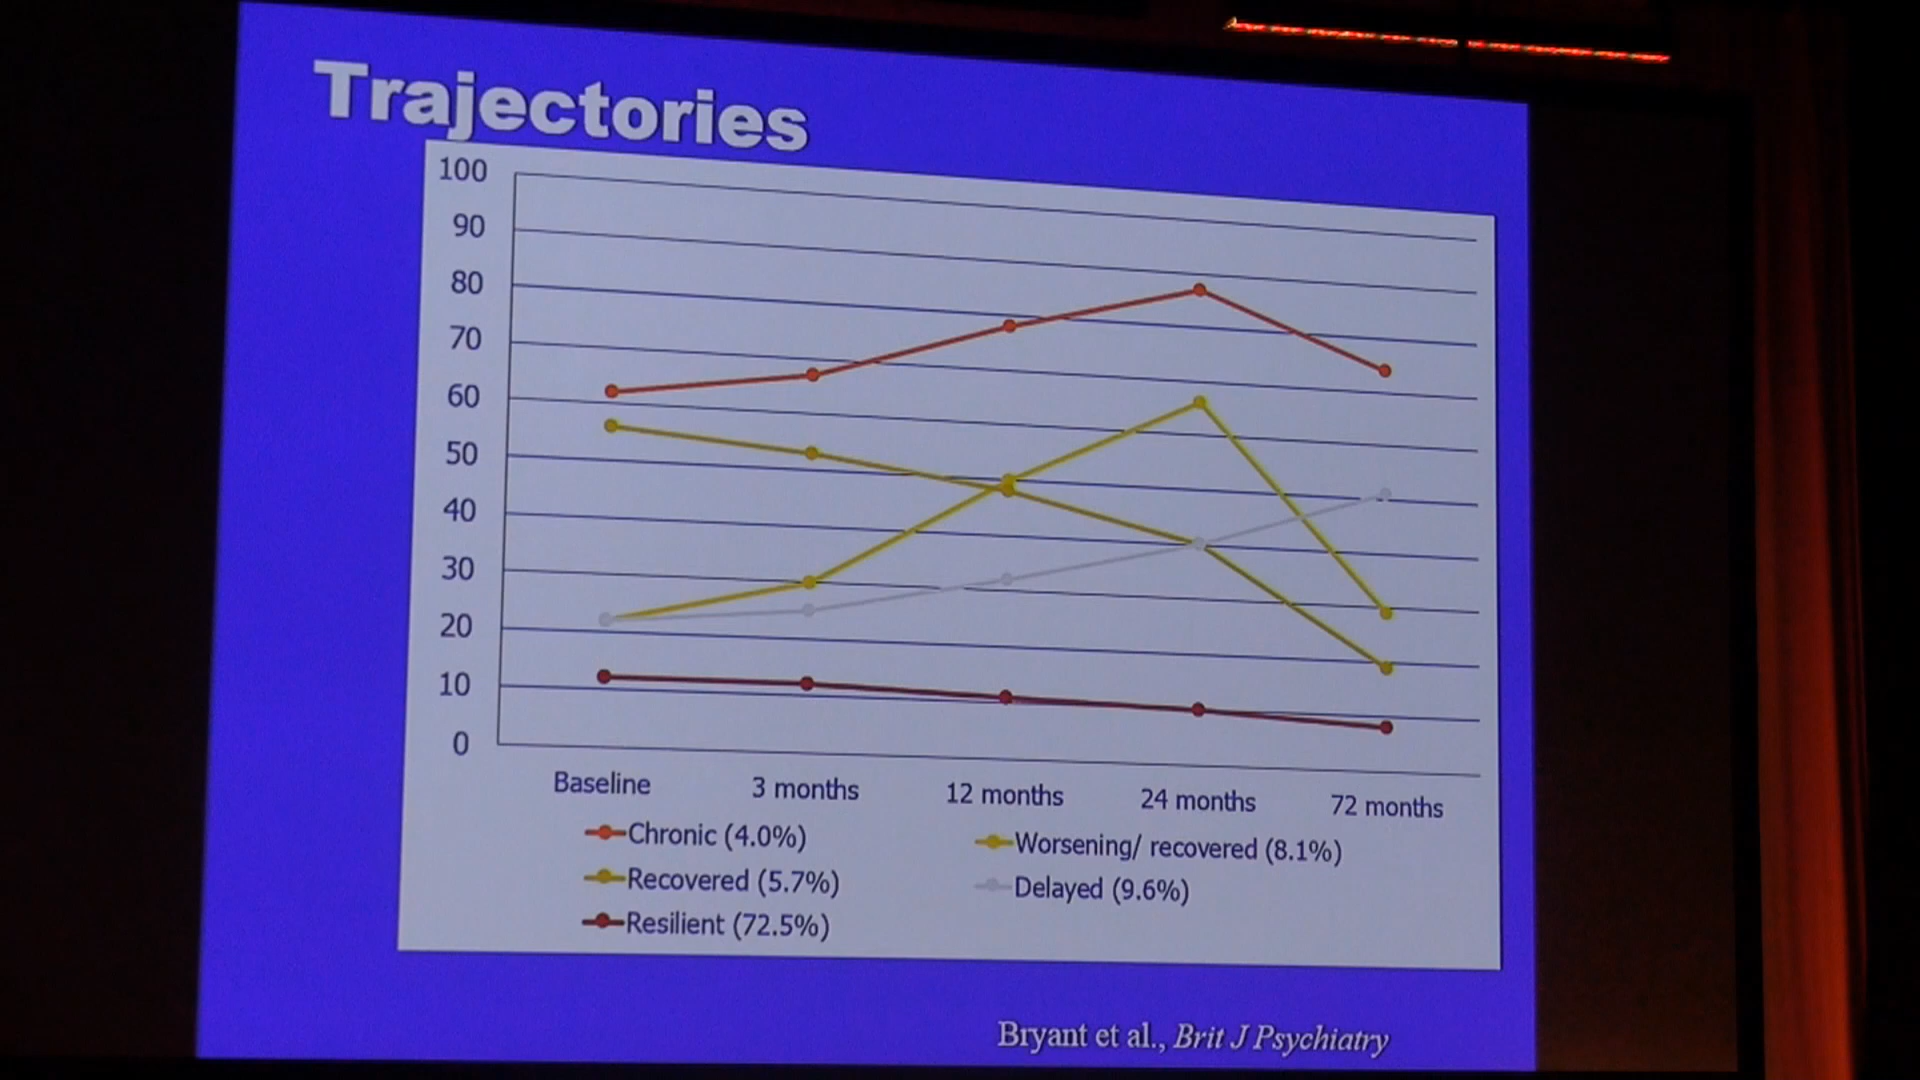 Trajectories
100
90
80
70
60
50
40
30
20
10
0
Baseline 3 months 12 months 24 months 72 months
Chronic (4.0%) Worsening/ recovered (8.1%)
Recovered (5.7%) Delayed (9.6%)
Resilient (72.5%)
Bryant et al., Brit J Psychiatry